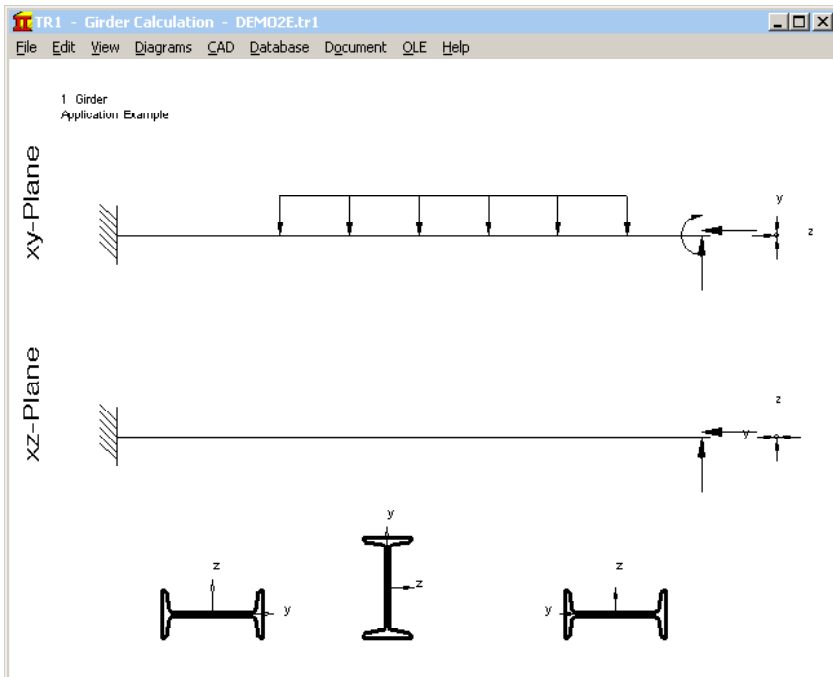 TR1 - Girder Calculation - DEMO2E.tr1
File Edit View Diagrams CAD Database Document OLE Help
1 Girder
Application Example
xy-Plane
y
z
xz-Plane
z
y
y
z
z
y
z
y